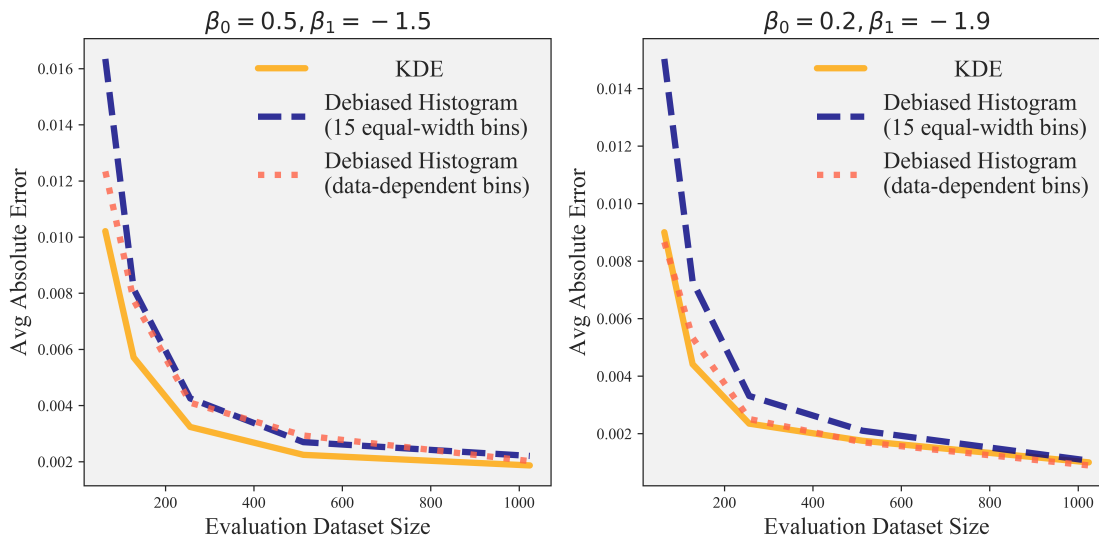 β₀ = 0.5, β₁ = −1.5
KDE
Debiased Histogram
(15 equal-width bins)
Debiased Histogram
(data-dependent bins)
Avg Absolute Error
0.016
0.014
0.012
0.010
0.008
0.006
0.004
0.002
200
400
600
800
1000
Evaluation Dataset Size
β₀ = 0.2, β₁ = −1.9
KDE
Debiased Histogram
(15 equal-width bins)
Debiased Histogram
(data-dependent bins)
Avg Absolute Error
0.014
0.012
0.010
0.008
0.006
0.004
0.002
200
400
600
800
1000
Evaluation Dataset Size